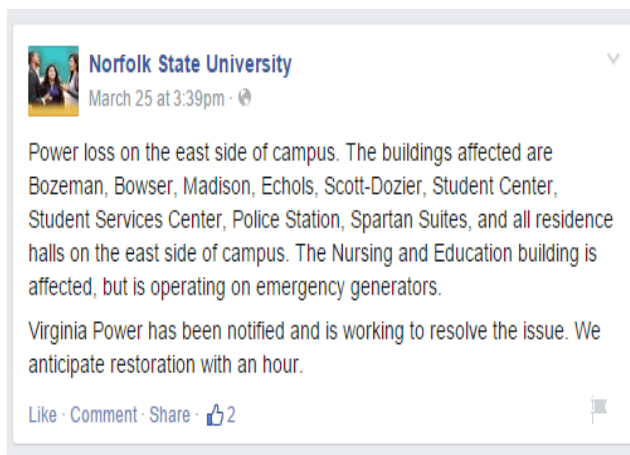 Norfolk State University
March 25 at 3:39pm ·
Power loss on the east side of campus. The buildings affected are
Bozeman, Bowser, Madison, Echols, Scott-Dozier, Student Center,
Student Services Center, Police Station, Spartan Suites, and all residence
halls on the east side of campus. The Nursing and Education building is
affected, but is operating on emergency generators.
Virginia Power has been notified and is working to resolve the issue. We
anticipate restoration with an hour.
Like · Comment · Share · 2